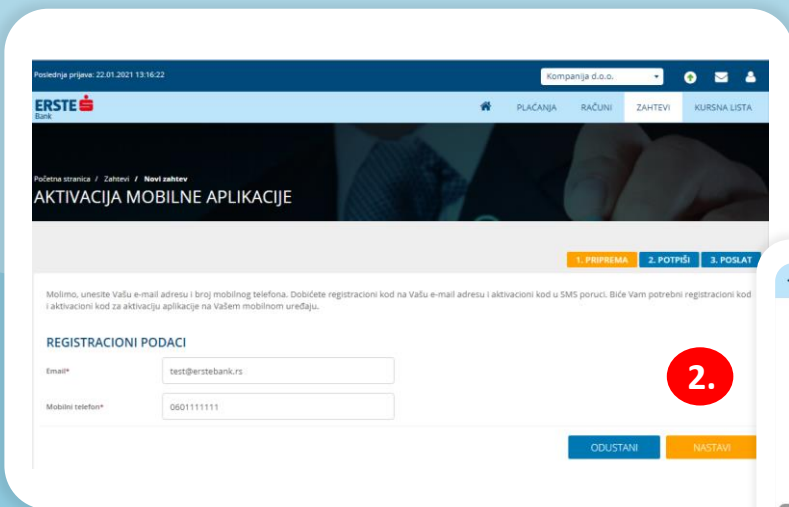 Poslednja prijava: 22.01.2021 13:16:22
Kompanija d.o.o.
ERSTE
Bank
PLAĆANJA RAČUNI ZAHTEVI KURSNA LISTA
Početna stranica / Zahtevi / Novi zahtev
AKTIVACIJA MOBILNE APLIKACIJE
1. PRIPREMA 2. POTPIŠI 3. POSLAT
Molimo, unesite Vašu e-mail adresu i broj mobilnog telefona. Dobićete registracioni kod na Vašu e-mail adresu i aktivacioni kod u SMS poruci. Biće Vam potrebni registracioni kod
i aktivacioni kod za aktivaciju aplikacije na Vašem mobilnom uređaju.
REGISTRACIONI PODACI
Email* test@erstebank.rs
2.
Mobilni telefon* 0601111111
ODUSTANI NASTAVI